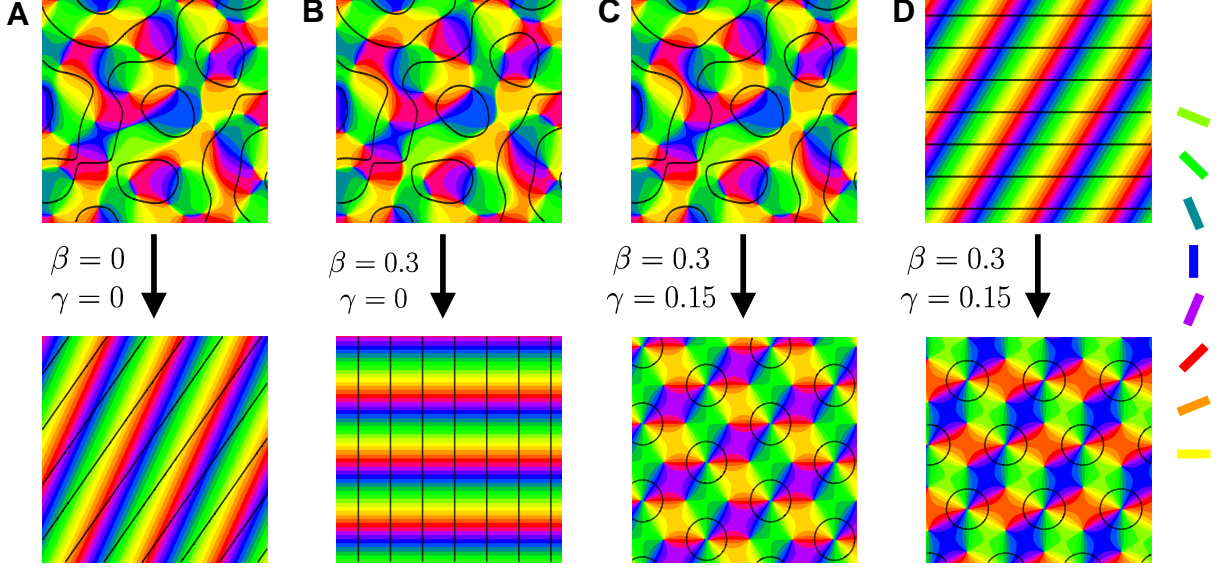 A
B
C
D
β = 0
γ = 0
β = 0.3
γ = 0
β = 0.3
γ = 0.15
β = 0.3
γ = 0.15